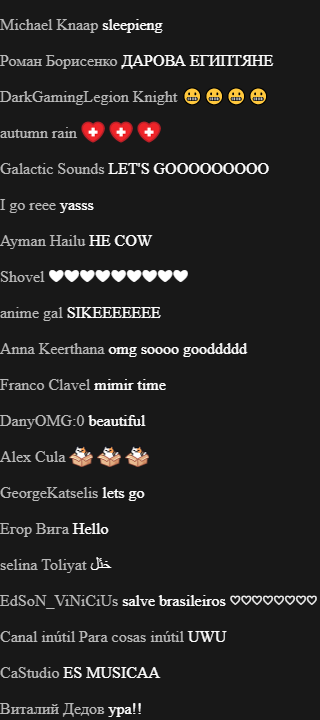 Michael Knaap sleepieng
Роман Борисенко ДАРОВА ЕГИПТЯНЕ
DarkGamingLegion Knight 😬 😬 😬 😬
autumn rain
Galactic Sounds LET'S GOOOOOOOOO
I go reee yasss
Ayman Hailu HE COW
Shovel 🤍🤍🤍🤍🤍🤍🤍🤍🤍
anime gal SIKEEEEEEE
Anna Keerthana omg soooo gooddddd
Franco Clavel mimir time
DanyOMG:0 beautiful
Alex Cula
GeorgeKatselis lets go
Егор Вига Hello
selina Toliyat
EdSoN_ViNiCiUs salve brasileiros ♡♡♡♡♡♡♡♡
Canal inútil Para cosas inútil UWU
CaStudio ES MUSICAA
Виталий Дедов ура!!